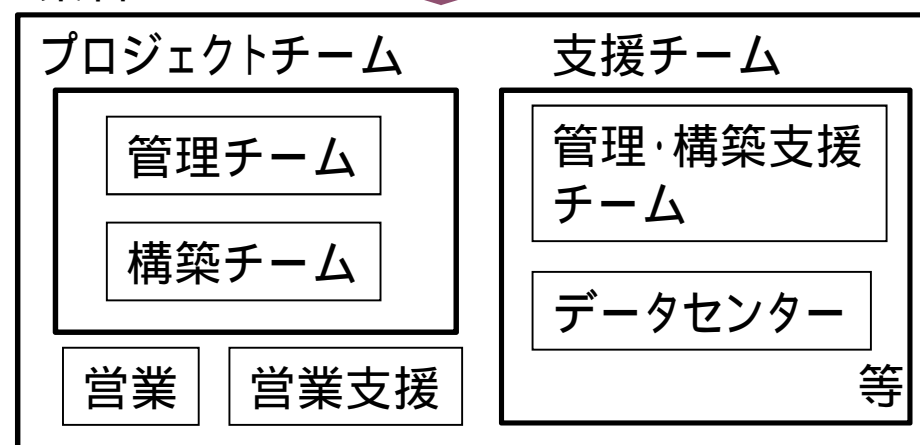 プロジェクトチーム
管理チーム
構築チーム
営業
営業支援
支援チーム
管理・構築支援
チーム
データセンター
等